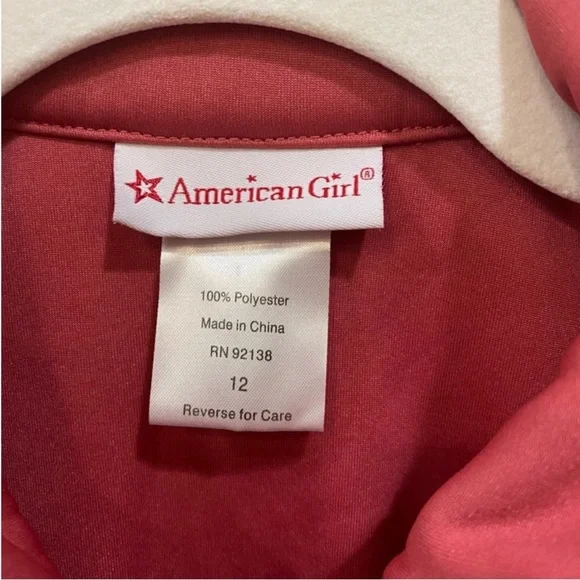 American Girl®
100% Polyester
Made in China
RN 92138
12
Reverse for Care